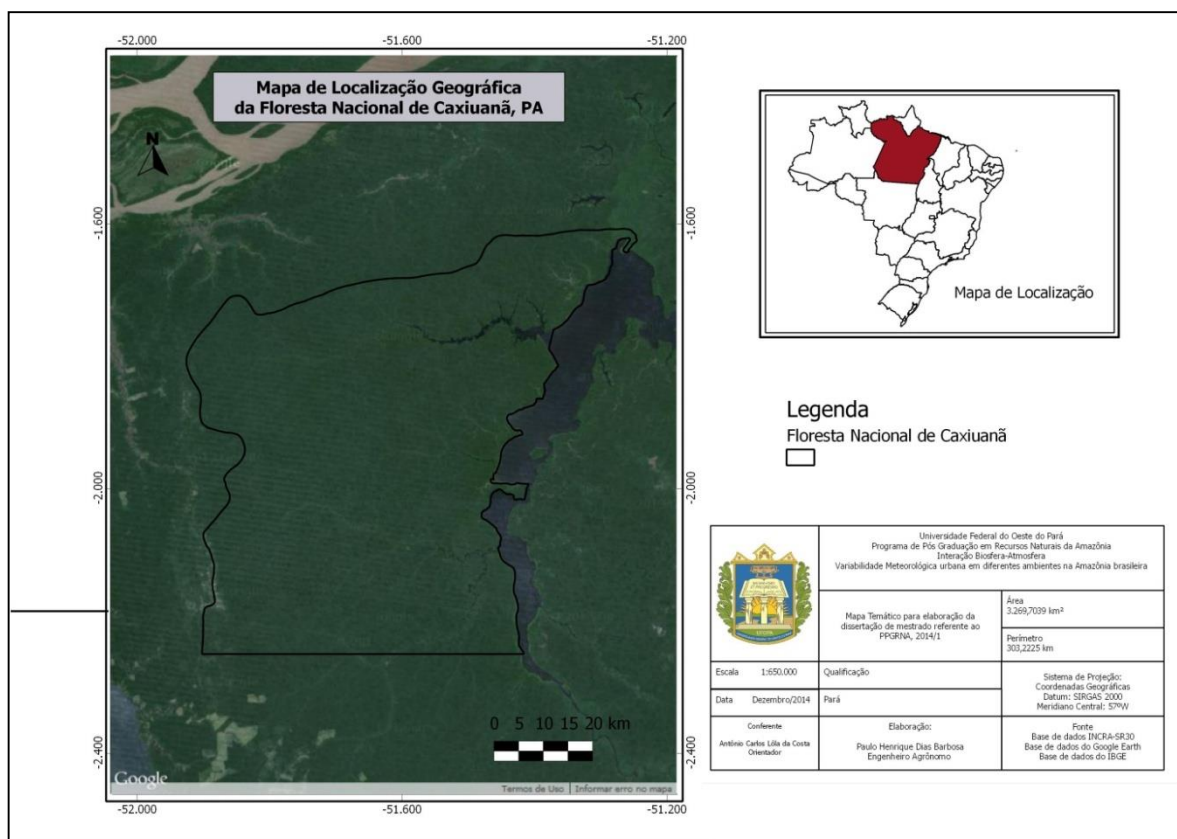 -52.000
-51.600
-51.200
Mapa de Localização Geográfica
da Floresta Nacional de Caxiuanã, PA
N
-1.600
-1.600
-2.000
-2.000
-2.400
-2.400
0 5 10 15 20 km
Google
Termos de Uso
Informar erro no mapa
-52.000
-51.600
-51.200
Mapa de Localização
Legenda
Floresta Nacional de Caxiuanã
Universidade Federal do Oeste do Pará
Programa de Pós Graduação em Recursos Naturais da Amazônia
Interação Biosfera-Atmosfera
Variabilidade Meteorológica urbana em diferentes ambientes na Amazônia brasileira
Mapa Temático para elaboração da
dissertação de mestrado referente ao
PPGRNA, 2014/1
Área
3.269,7039 km²
Perímetro
303,2225 km
Escala 1:650.000
Qualificação
Data Dezembro/2014
Pará
Sistema de Projeção:
Coordenadas Geográficas
Datum: SIRGAS 2000
Meridiano Central: 57ºW
Conferente
Antônio Carlos Lôla da Costa
Orientador
Elaboração:
Paulo Henrique Dias Barbosa
Engenheiro Agrônomo
Fonte
Base de dados INCRA-SR30
Base de dados do Google Earth
Base de dados do IBGE